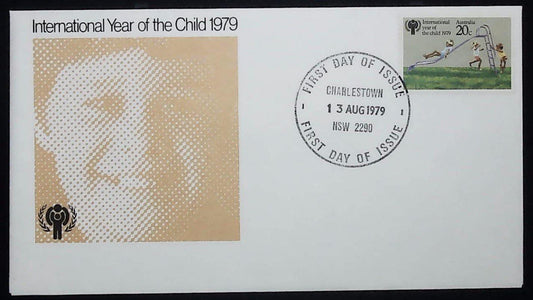 International Year of the Child 1979
International
year of
the child 1979
Australia
20c
FIRST DAY OF ISSUE
CHARLESTOWN
13 AUG 1979
NSW 2290
FIRST DAY OF ISSUE